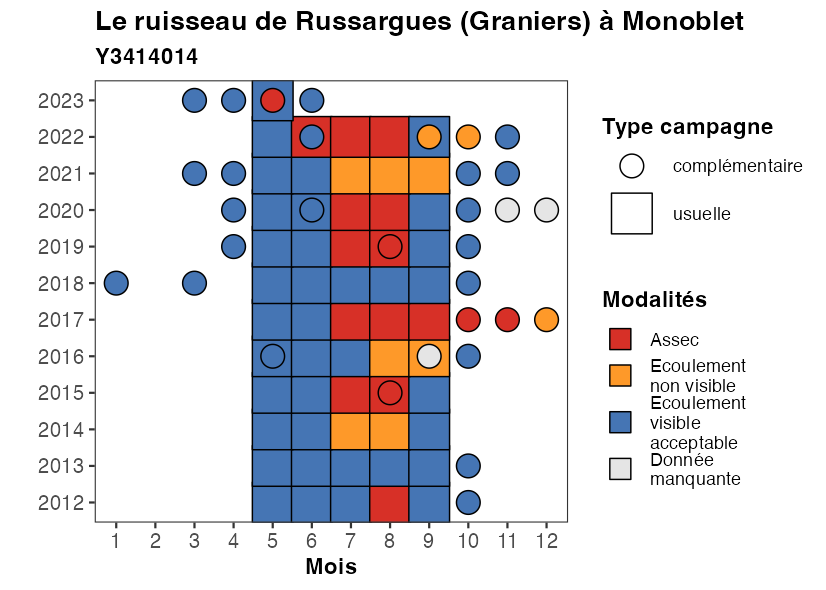 Le ruisseau de Russargues (Graniers) à Monoblet
Y3414014
2023
2022
2021
2020
2019
2018
2017
2016
2015
2014
2013
2012
1 2 3 4 5 6 7 8 9 10 11 12
Mois
Type campagne
complémentaire
usuelle
Modalités
Assec
Ecoulement
non visible
Ecoulement
visible
acceptable
Donnée
manquante